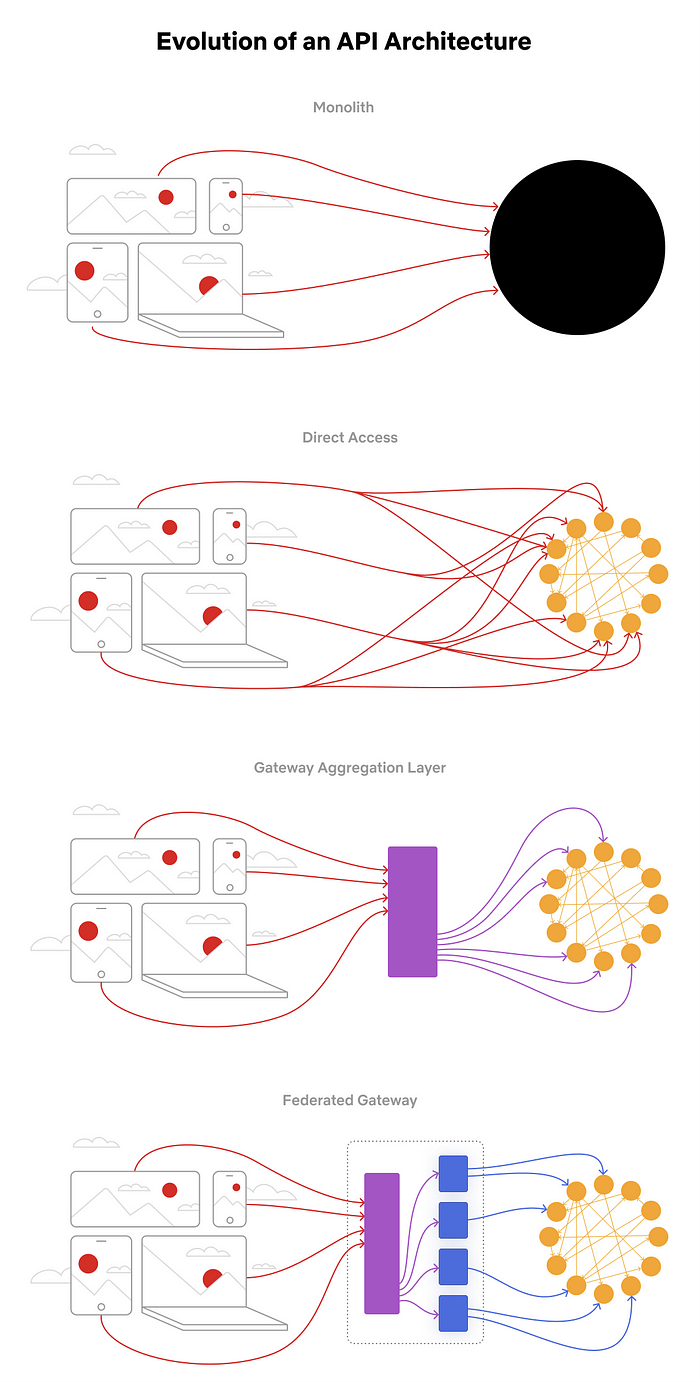 Evolution of an API Architecture
Monolith
Direct Access
Gateway Aggregation Layer
Federated Gateway